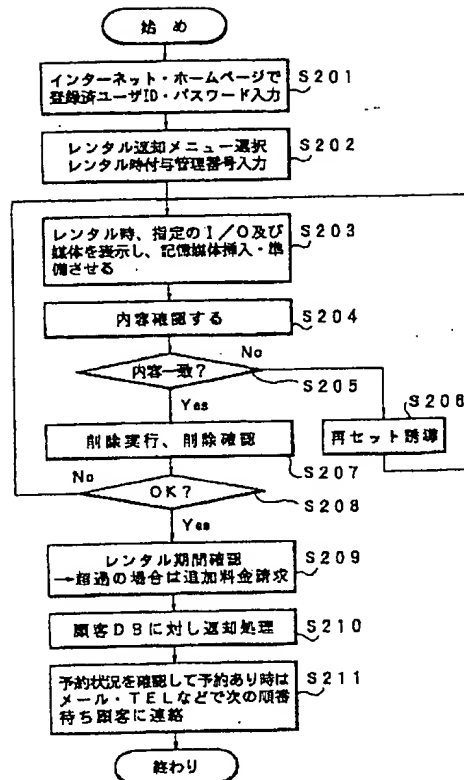 始め
インターネット・ホームページで
登録済ユーザID・パスワード入力
S201
レンタル返却メニュー選択
レンタル時付与管理番号入力
S202
レンタル時、指定のI/O及び
媒体を表示し、記憶媒体挿入・準
備させる
S203
内容確認する
S204
内容一致?
No
S205
Yes
S206
再セット誘導
削除実行、削除確認
S207
No
OK?
S208
Yes
レンタル期間確認
→超過の場合は追加料金請求
S209
顧客DBに対し返却処理
S210
予約状況を確認して予約あり時は
メール・TELなどで次の順番
待ち顧客に連絡
S211
終わり